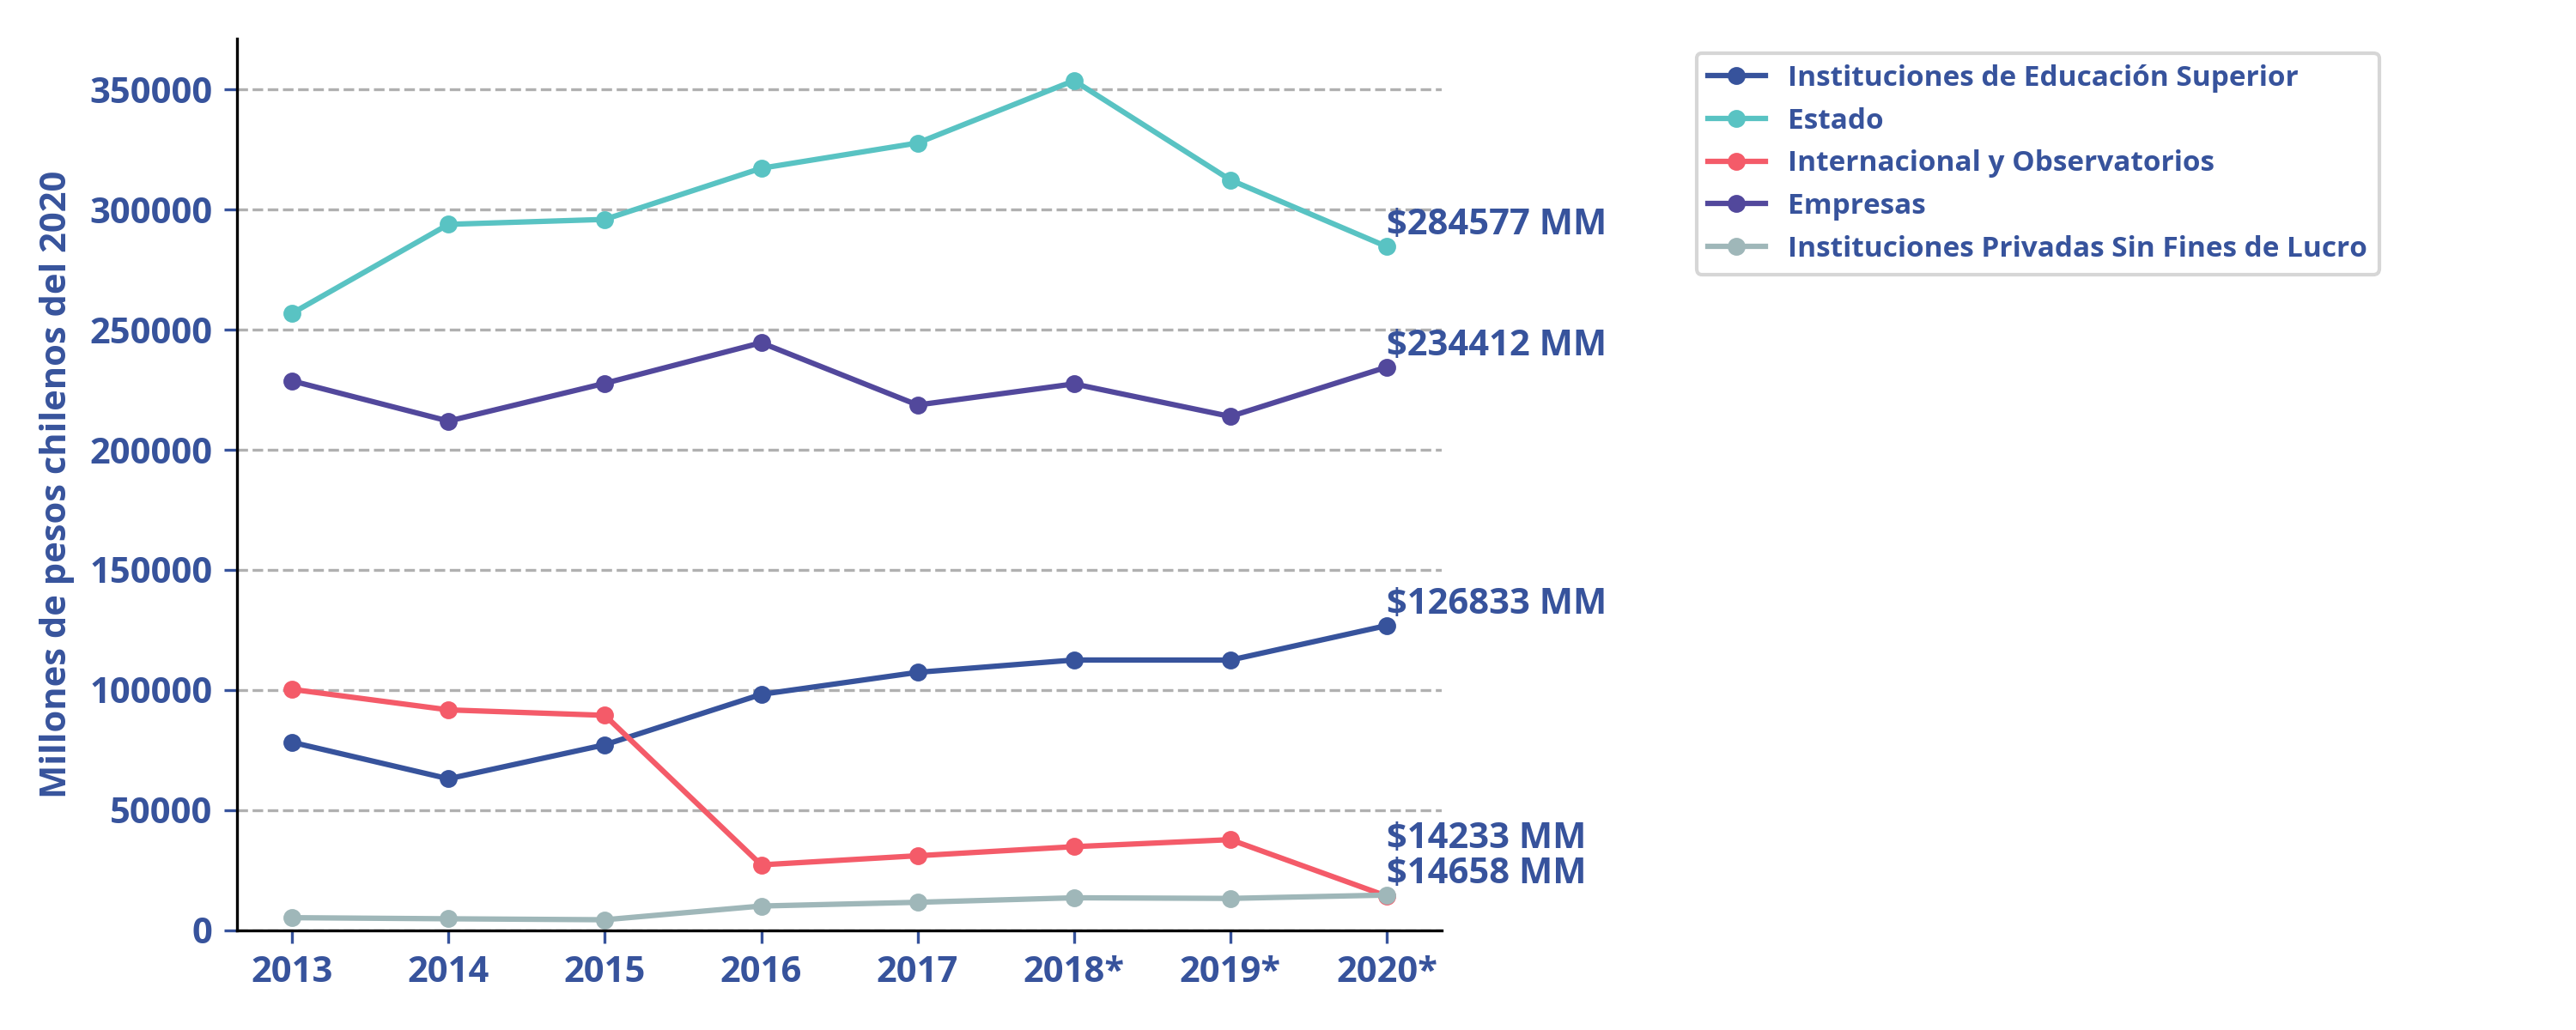 Millones de pesos chilenos del 2020
350000
300000
250000
200000
150000
100000
50000
0
2013
2014
2015
2016
2017
2018*
2019*
2020*
$284577 MM
$234412 MM
$126833 MM
$14233 MM
$14658 MM
Instituciones de Educación Superior
Estado
Internacional y Observatorios
Empresas
Instituciones Privadas Sin Fines de Lucro